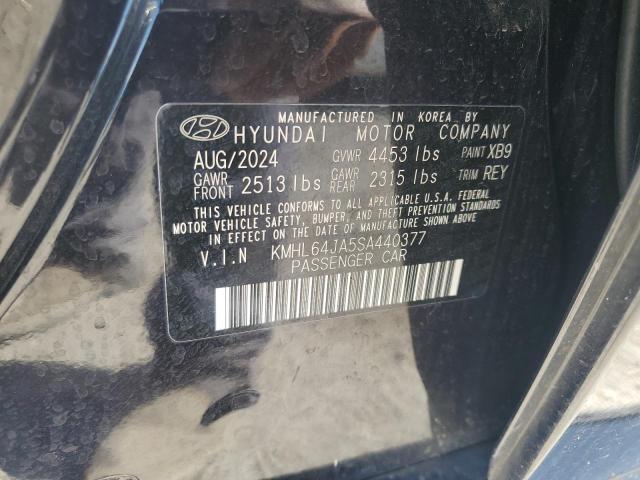 MANUFACTURED IN KOREA BY
HYUNDAI MOTOR COMPANY
AUG/2024 GVWR 4453 lbs PAINT XB9
GAWR FRONT 2513 lbs GAWR REAR 2315 lbs TRIM REY
THIS VEHICLE CONFORMS TO ALL APPLICABLE U.S.A. FEDERAL
MOTOR VEHICLE SAFETY, BUMPER, AND THEFT PREVENTION STANDARDS
IN EFFECT ON THE DATE OF MANUFACTURE SHOWN ABOVE.
V.I.N KMHL64JA5SA440377
PASSENGER CAR